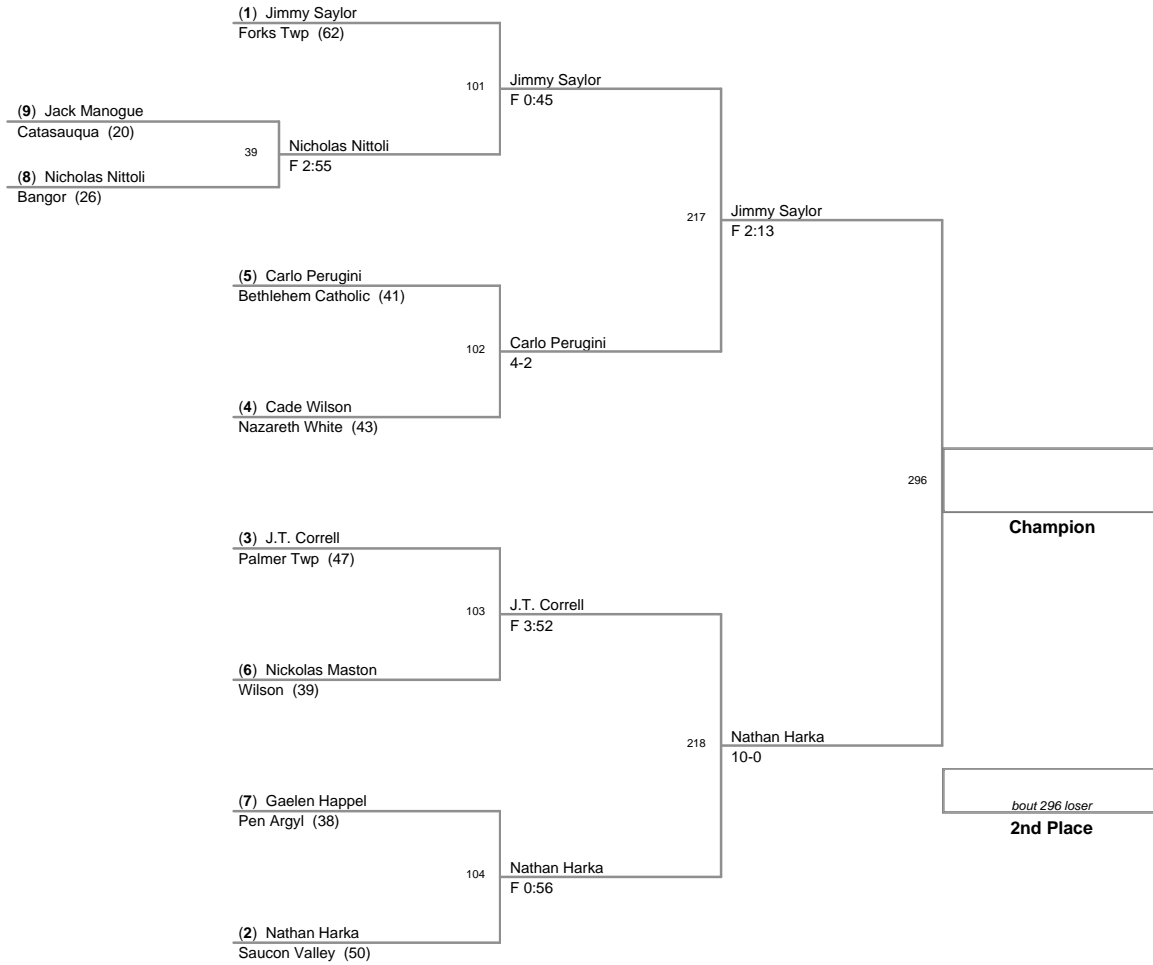 (1) Jimmy Saylor
Forks Twp (62)
101
Jimmy Saylor
F 0:45
(9) Jack Manogue
Catasauqua (20)
39
Nicholas Nittoli
F 2:55
(8) Nicholas Nittoli
Bangor (26)
217
Jimmy Saylor
F 2:13
(5) Carlo Perugini
Bethlehem Catholic (41)
102
Carlo Perugini
4-2
(4) Cade Wilson
Nazareth White (43)
296
Champion
(3) J.T. Correll
Palmer Twp (47)
103
J.T. Correll
F 3:52
(6) Nickolas Maston
Wilson (39)
218
Nathan Harka
10-0
(7) Gaelen Happel
Pen Argyl (38)
bout 296 loser
2nd Place
104
Nathan Harka
F 0:56
(2) Nathan Harka
Saucon Valley (50)